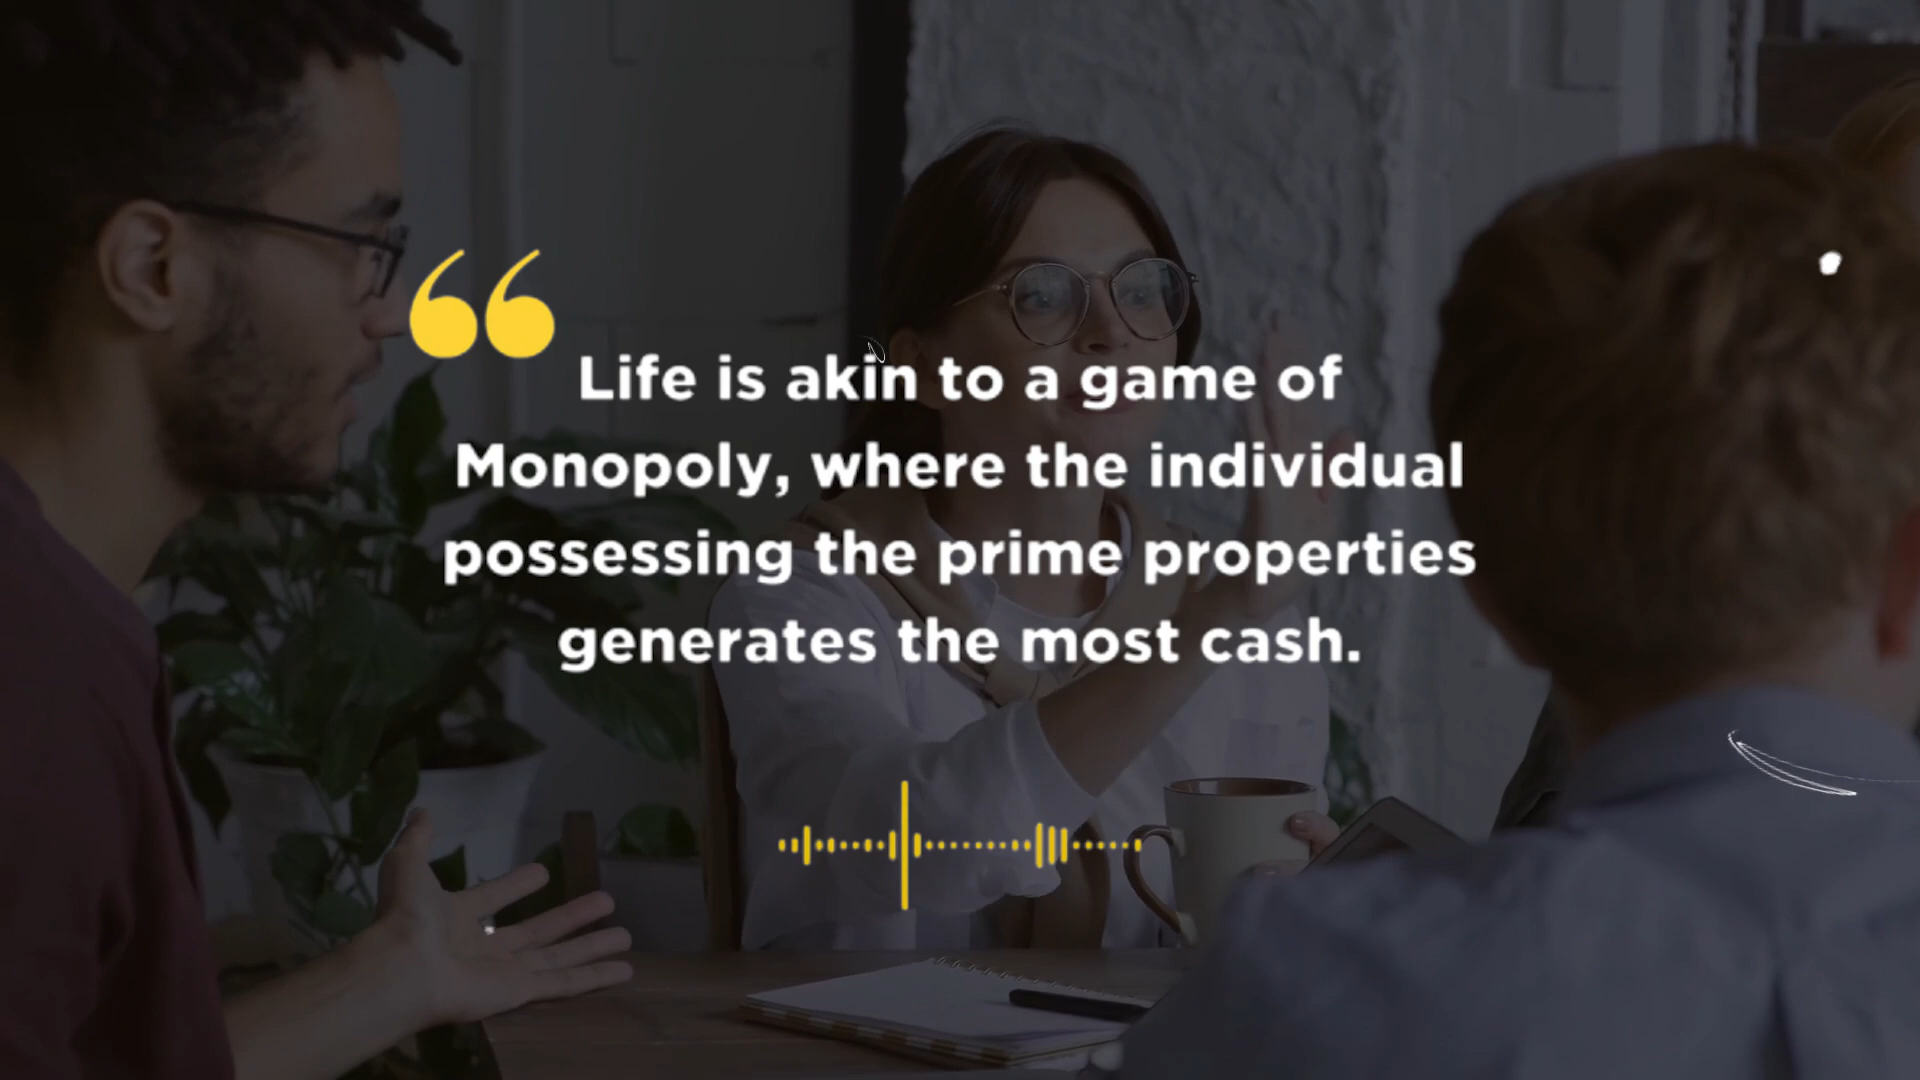 “
Life is akin to a game of
Monopoly, where the individual
possessing the prime properties
generates the most cash.